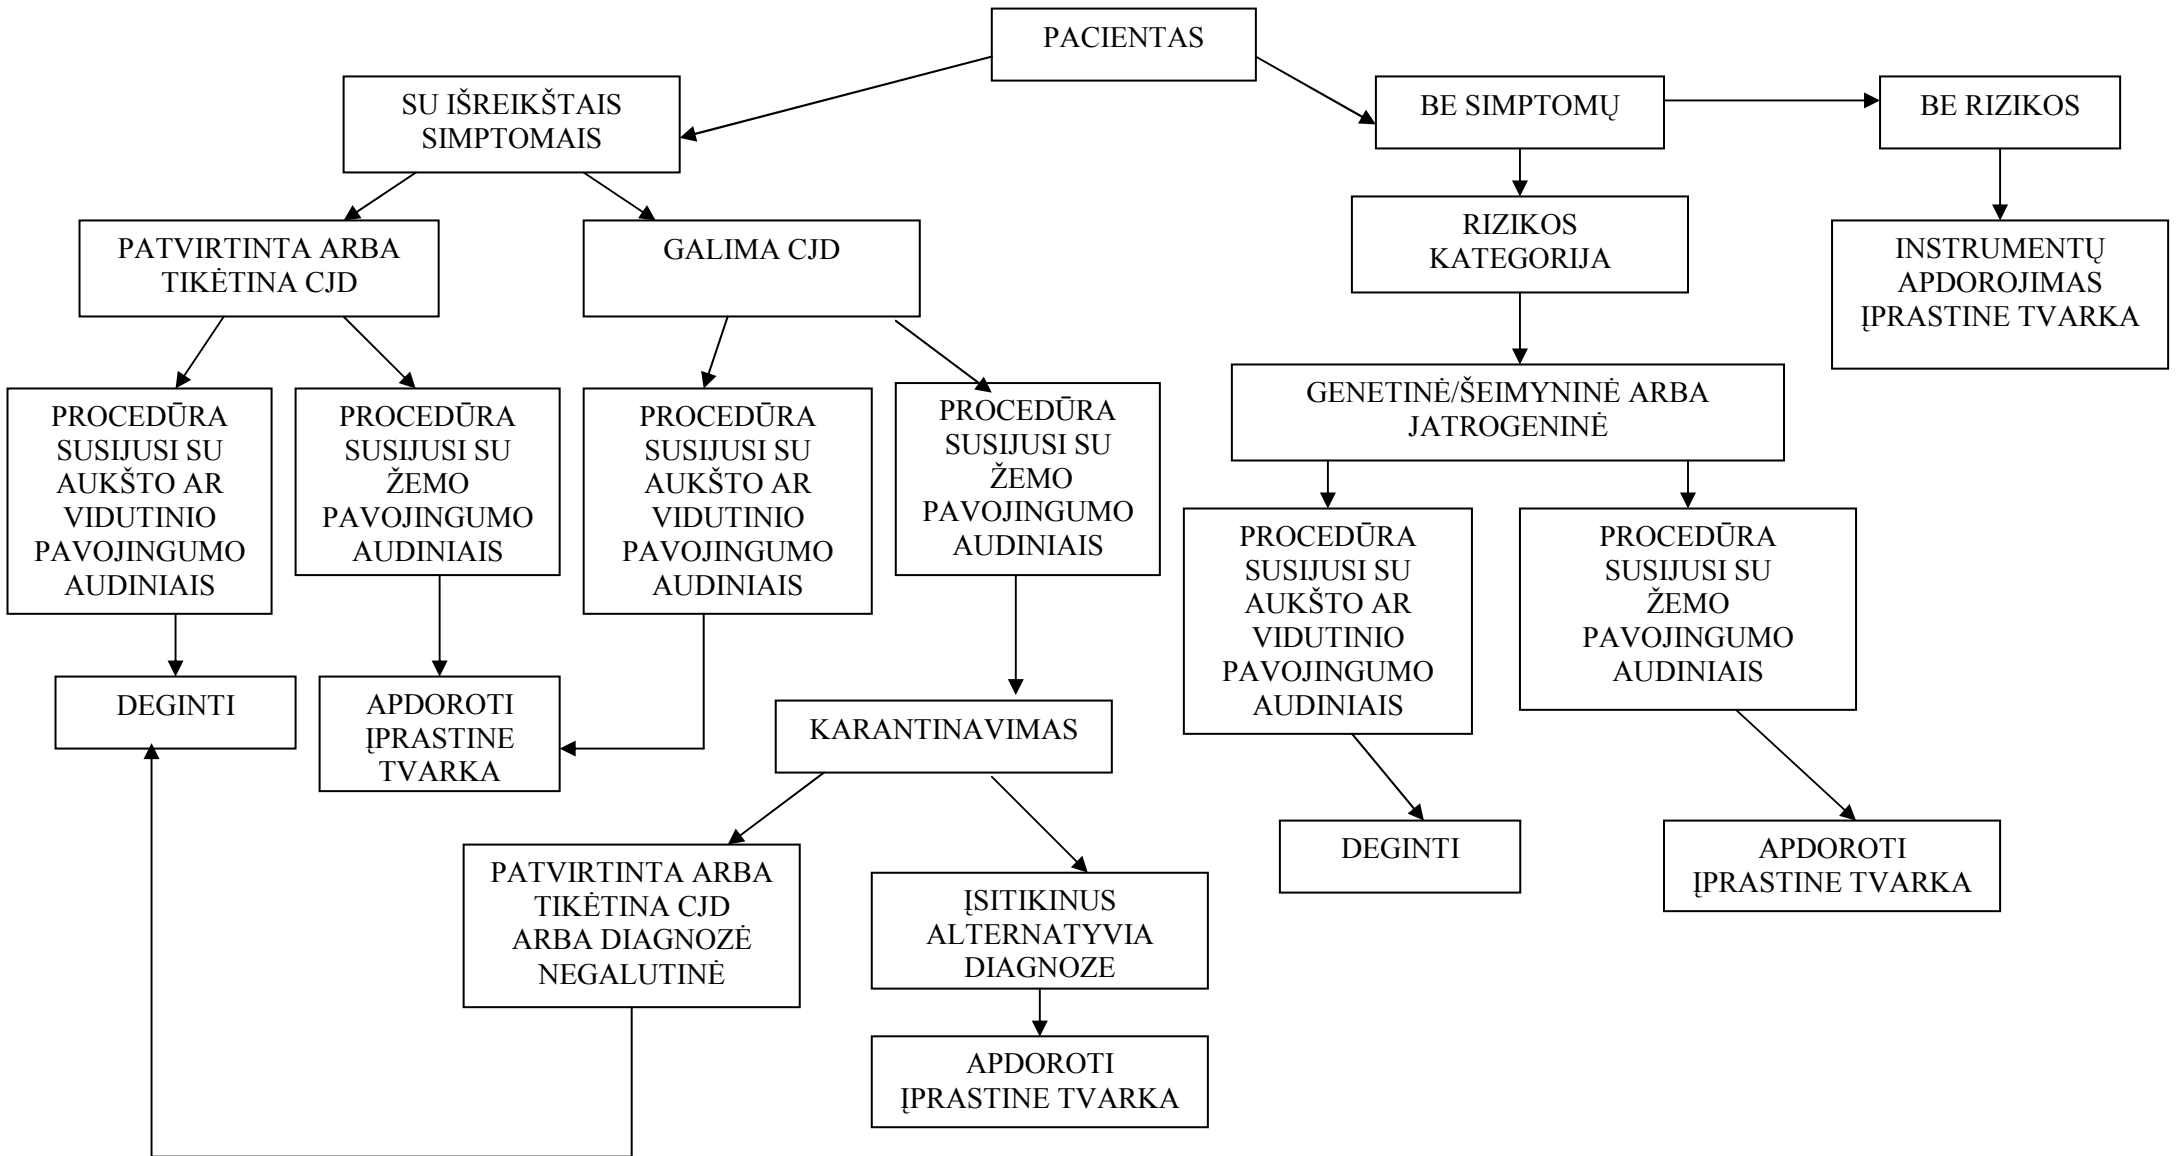 PACIENTAS
SU IŠREIKŠTAIS
SIMPTOMAIS
BE SIMPTOMŲ
BE RIZIKOS
PATVIRTINTA ARBA
TIKĖTINA CJD
GALIMA CJD
RIZIKOS
KATEGORIJA
INSTRUMENTŲ
APDOROJIMAS
ĮPRASTINE TVARKA
PROCEDŪRA
SUSIJUSI SU
AUKŠTO AR
VIDUTINIO
PAVOJINGUMO
AUDINIAIS
PROCEDŪRA
SUSIJUSI SU
ŽEMO
PAVOJINGUMO
AUDINIAIS
PROCEDŪRA
SUSIJUSI SU
AUKŠTO AR
VIDUTINIO
PAVOJINGUMO
AUDINIAIS
PROCEDŪRA
SUSIJUSI SU
ŽEMO
PAVOJINGUMO
AUDINIAIS
GENETINĖ/ŠEIMYNINĖ ARBA
JATROGENINĖ
PROCEDŪRA
SUSIJUSI SU
AUKŠTO AR
VIDUTINIO
PAVOJINGUMO
AUDINIAIS
PROCEDŪRA
SUSIJUSI SU
ŽEMO
PAVOJINGUMO
AUDINIAIS
DEGINTI
APDOROTI
ĮPRASTINE
TVARKA
KARANTINAVIMAS
DEGINTI
APDOROTI
ĮPRASTINE TVARKA
PATVIRTINTA ARBA
TIKĖTINA CJD
ARBA DIAGNOZĖ
NEGALUTINĖ
ĮSITIKINUS
ALTERNATYVIA
DIAGNOZE
APDOROTI
ĮPRASTINE TVARKA